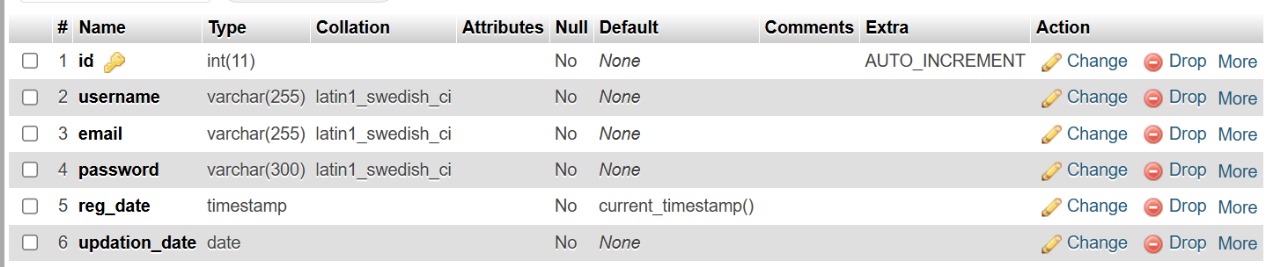 # Name Type Collation Attributes Null Default Comments Extra Action
1 id int(11) No None AUTO_INCREMENT Change Drop More
2 username varchar(255) latin1_swedish_ci No None Change Drop More
3 email varchar(255) latin1_swedish_ci No None Change Drop More
4 password varchar(300) latin1_swedish_ci No None Change Drop More
5 reg_date timestamp No current_timestamp() Change Drop More
6 updation_date date No None Change Drop More